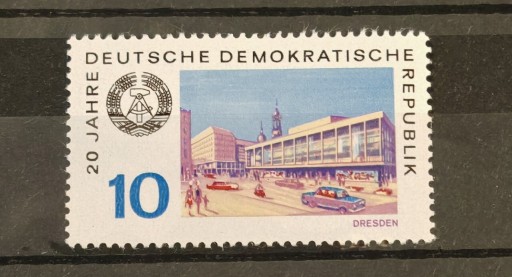 20 JAHRE DEUTSCHE DEMOKRATISCHE REPUBLIK
10
DRESDEN